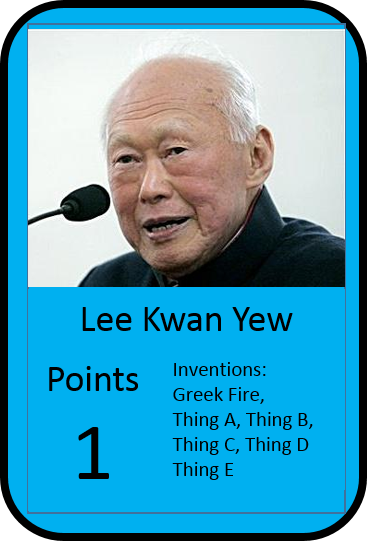 Lee Kwan Yew
Points
1
Inventions:
Greek Fire,
Thing A, Thing B,
Thing C, Thing D
Thing E